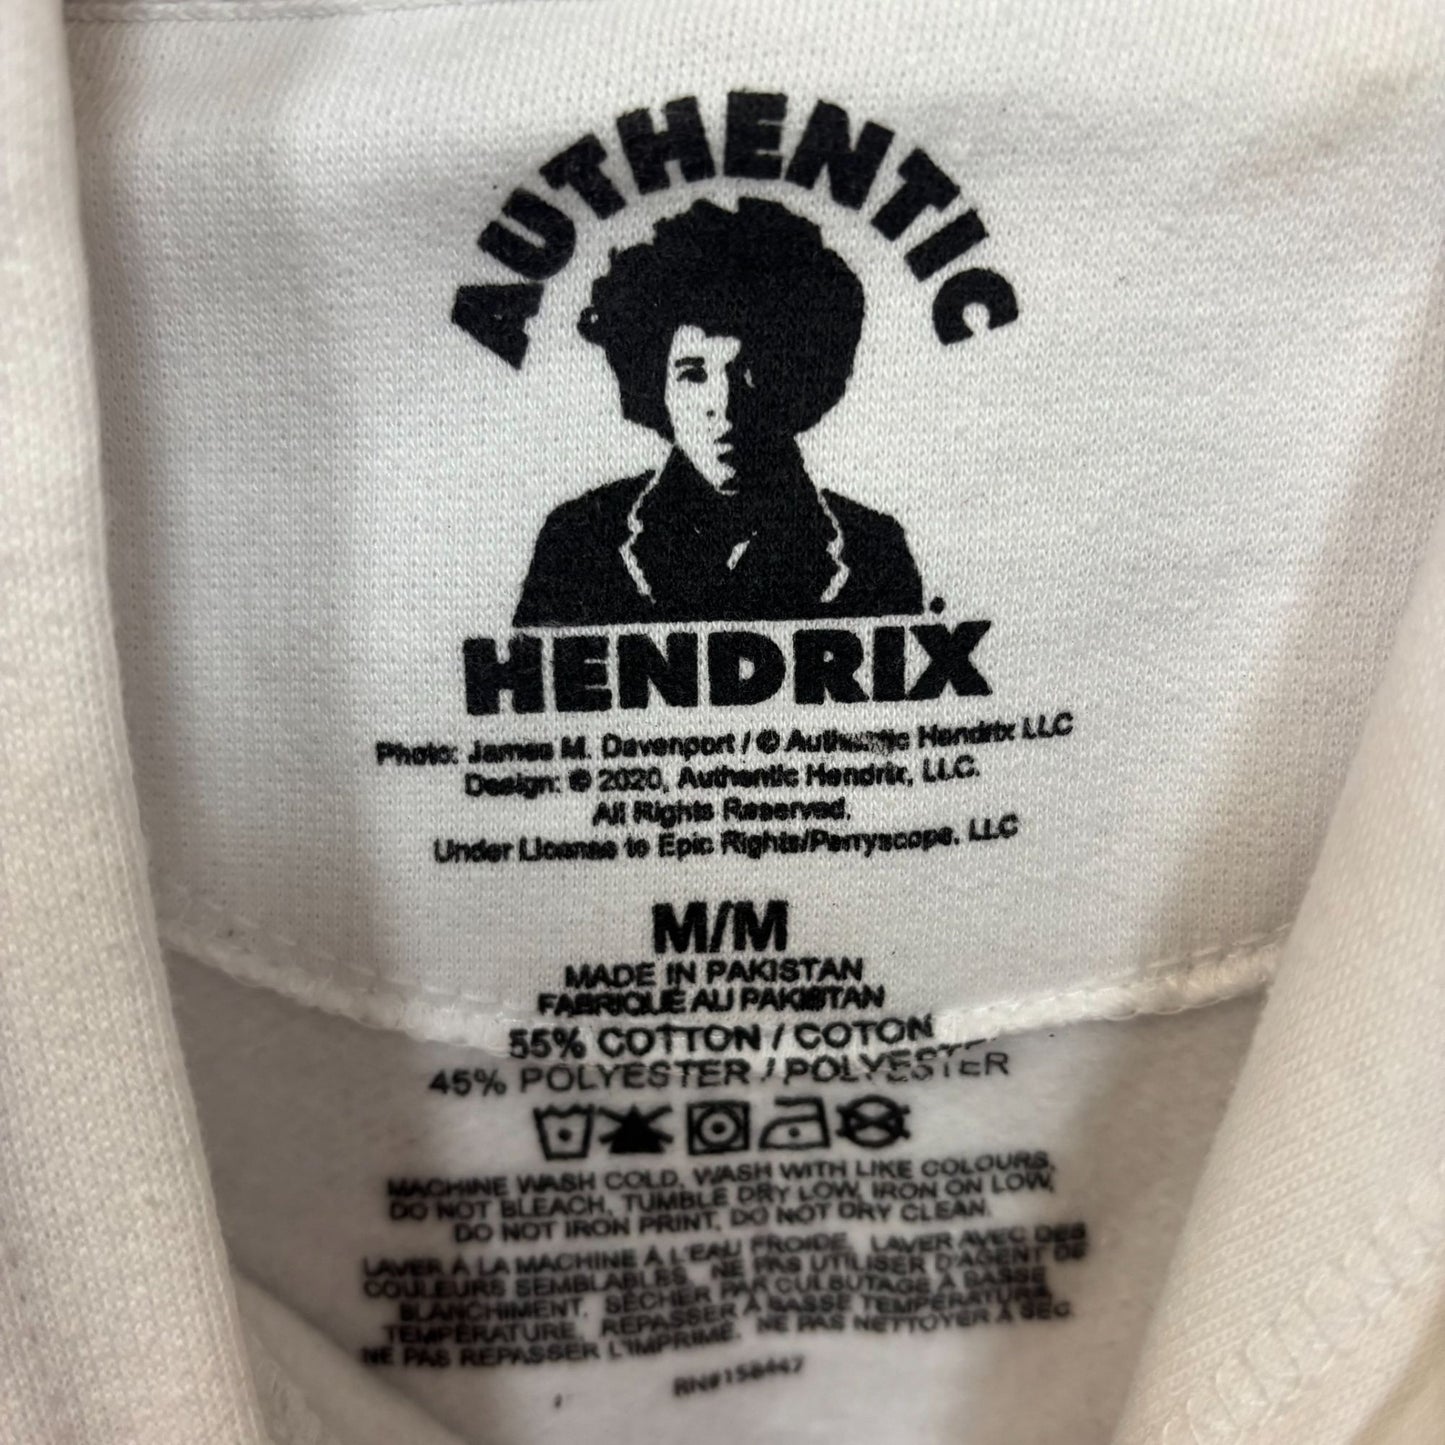 AUTHENTIC
HENDRIX
Photo: James M. Davenport / © Authentic Hendrix LLC
Design: © 2020, Authentic Hendrix, LLC.
All Rights Reserved.
Under License to Epic Rights/Perryscope, LLC
M/M
MADE IN PAKISTAN
FABRIQUE AU PAKISTAN
55% COTTON / COTON
45% POLYESTER / POLYESTER
MACHINE WASH COLD, WASH WITH LIKE COLOURS,
DO NOT BLEACH, TUMBLE DRY LOW, IRON ON LOW,
DO NOT IRON PRINT, DO NOT DRY CLEAN.
LAVER À LA MACHINE À L'EAU FROIDE, LAVER AVEC DES
COULEURS SEMBLABLES, NE PAS UTILISER D'AGENT DE
BLANCHIMENT, SÉCHER PAR CULBUTAGE À BASSE
TEMPÉRATURE, REPASSER À BASSE TEMPÉRATURE,
NE PAS REPASSER L'IMPRIMÉ. NE PAS NETTOYER À SEC
RN#158447